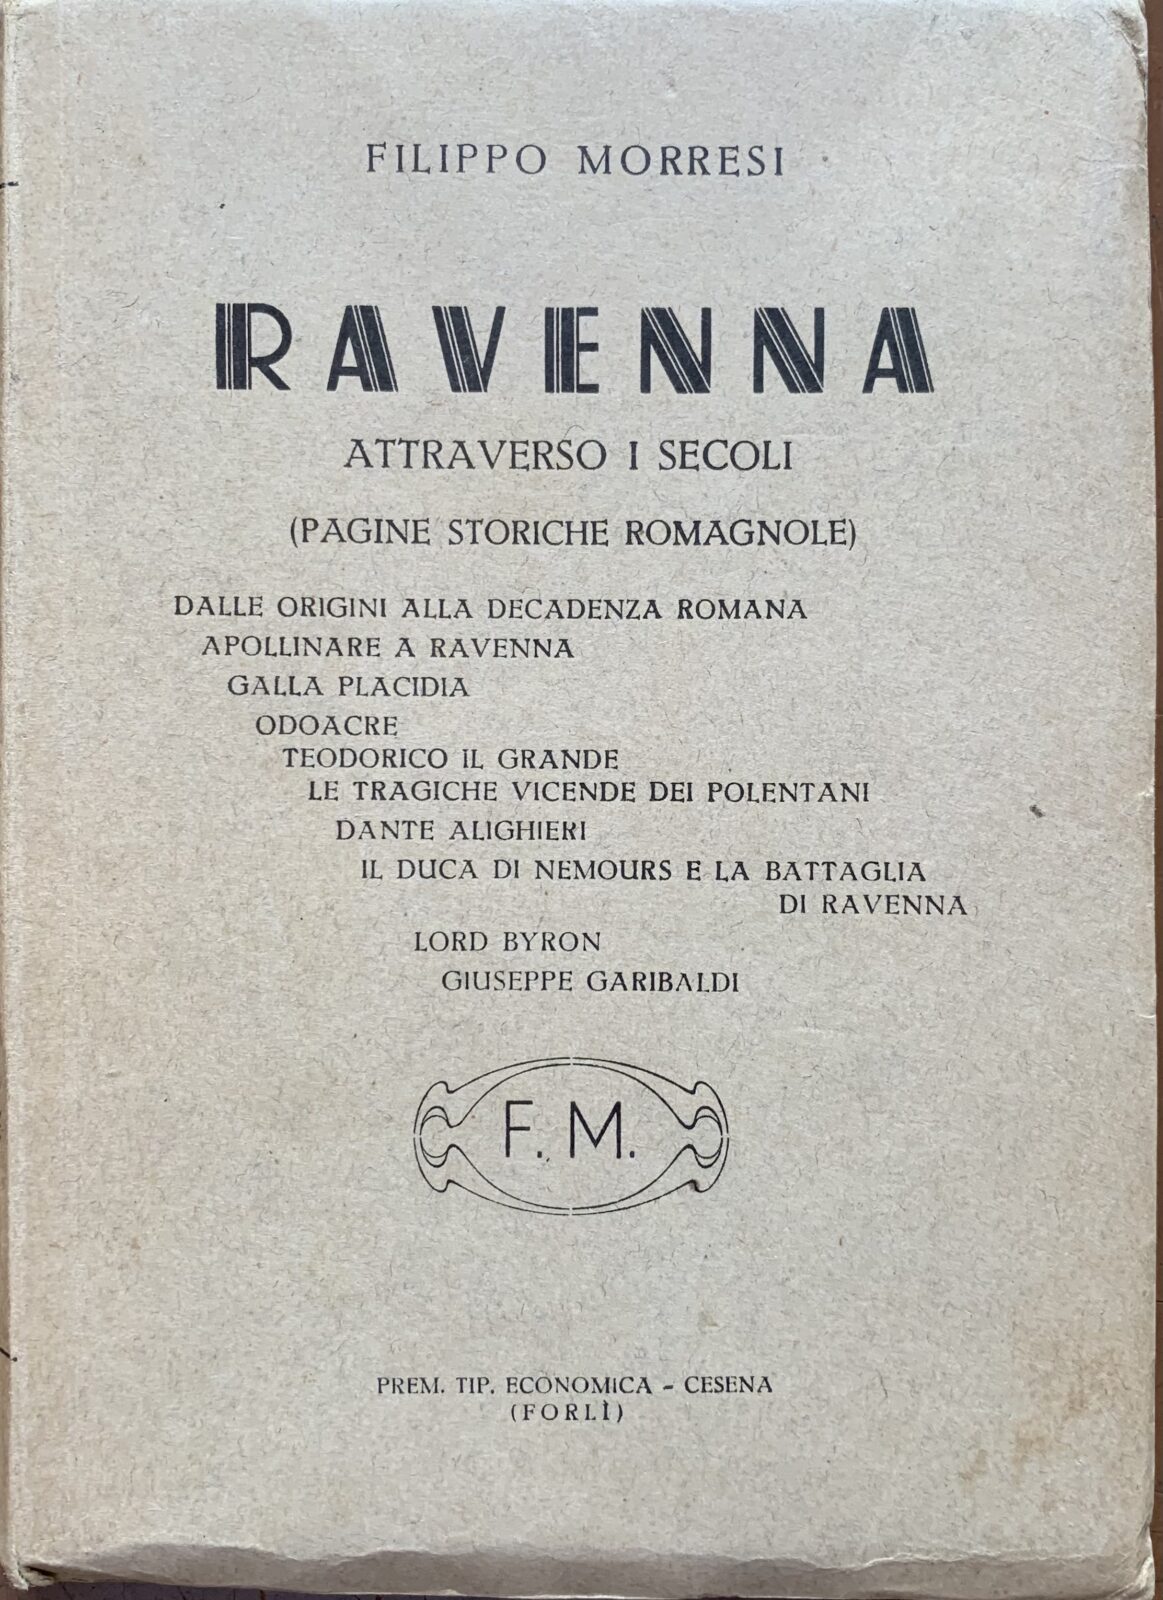 FILIPPO MORRESI
RAVENNA
ATTRAVERSO I SECOLI
(PAGINE STORICHE ROMAGNOLE)
DALLE ORIGINI ALLA DECADENZA ROMANA
APOLLINARE A RAVENNA
GALLA PLACIDIA
ODOACRE
TEODORICO IL GRANDE
LE TRAGICHE VICENDE DEI POLENTANI
DANTE ALIGHIERI
IL DUCA DI NEMOURS E LA BATTAGLIA
DI RAVENNA
LORD BYRON
GIUSEPPE GARIBALDI
F. M.
PREM. TIP. ECONOMICA - CESENA
(FORLÌ)